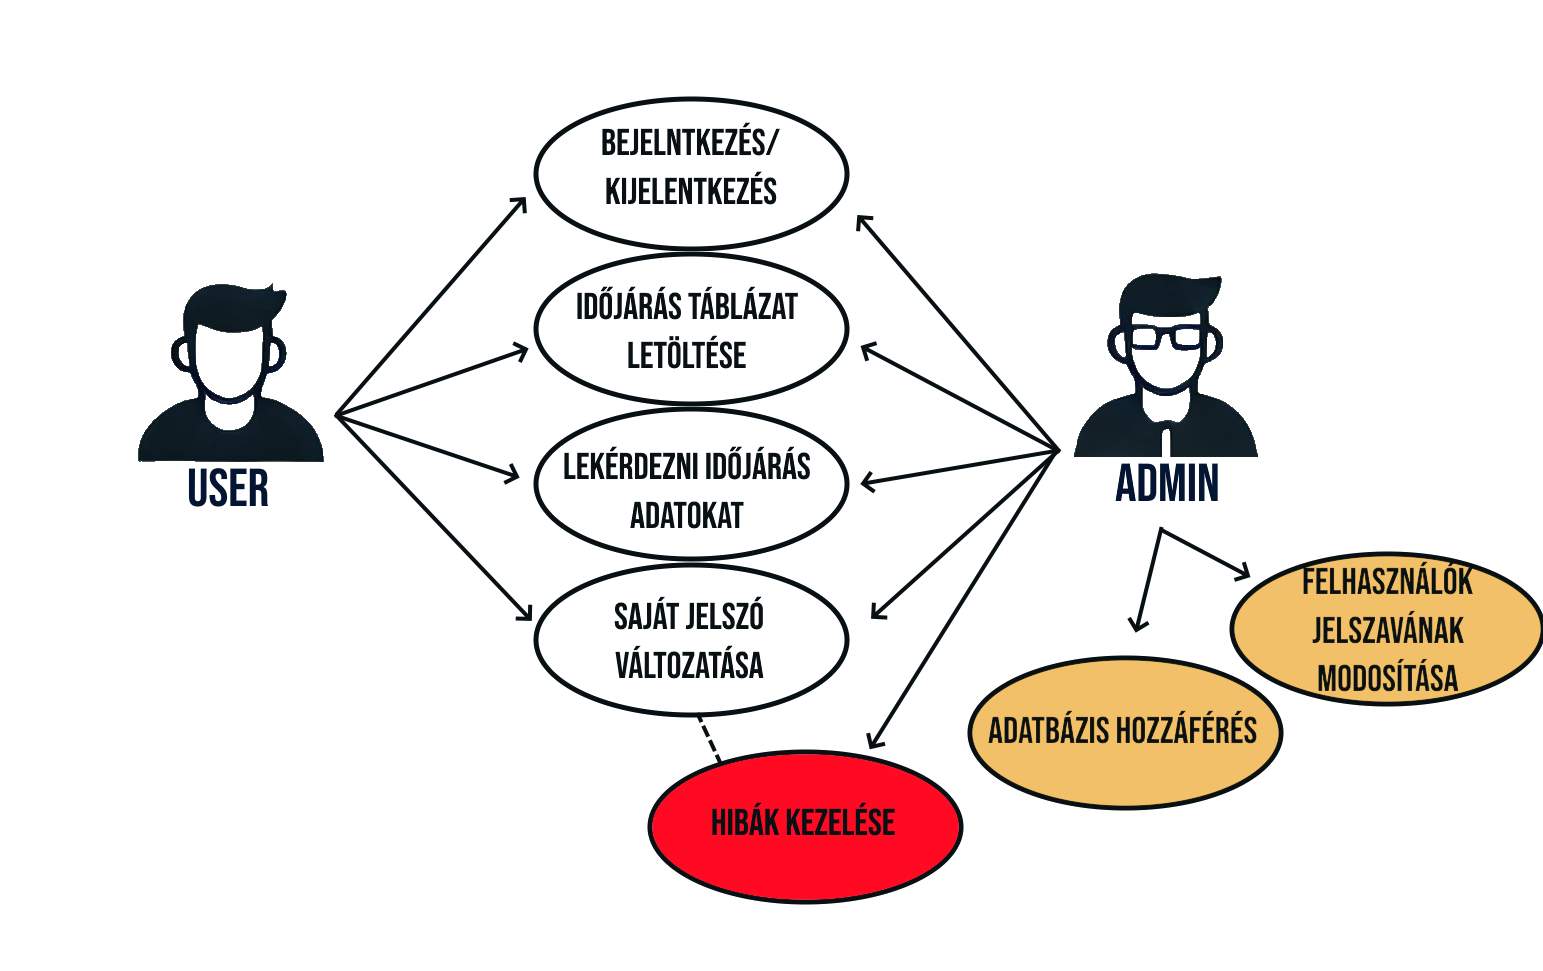 BEJELNTKEZÉS/
KIJELENTKEZÉS
IDŐJÁRÁS TÁBLÁZAT
LETÖLTÉSE
LEKÉRDEZNI IDŐJÁRÁS
ADATOKAT
SAJÁT JELSZÓ
VÁLTOZATÁSA
HIBÁK KEZELÉSE
USER
ADMIN
FELHASZNÁLÓK
JELSZAVÁNAK
MODOSÍTÁSA
ADATBÁZIS HOZZÁFÉRÉS